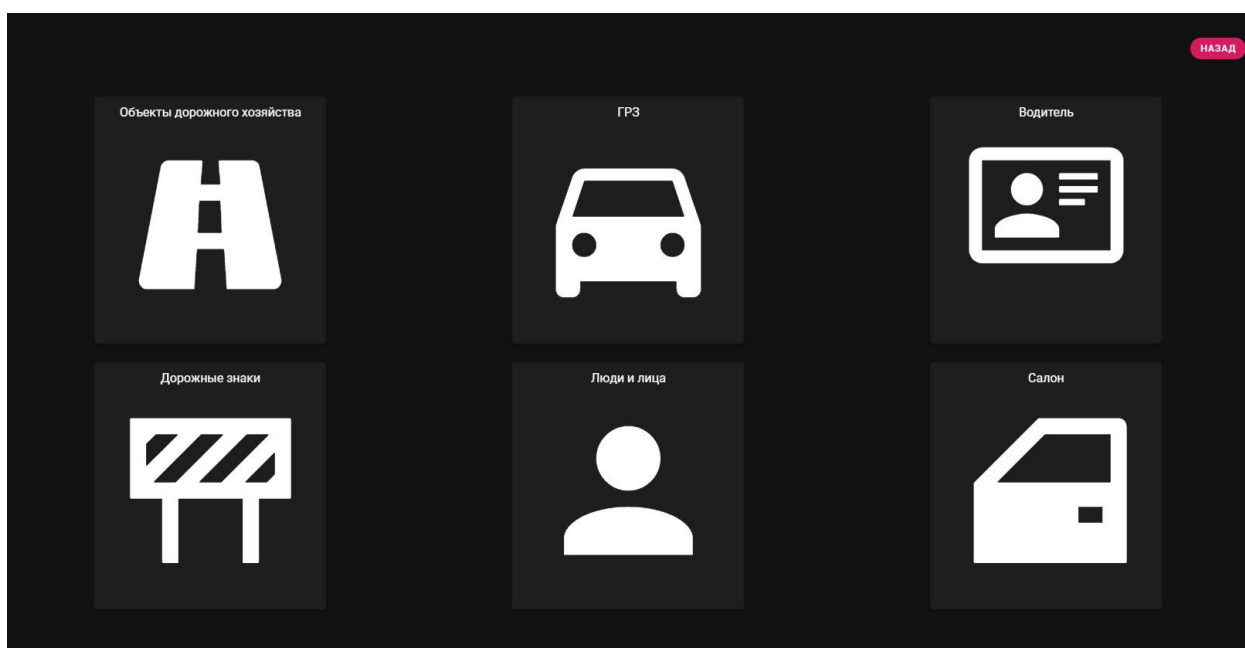 НАЗАД
Объекты дорожного хозяйства
ГРЗ
Водитель
Дорожные знаки
Люди и лица
Салон